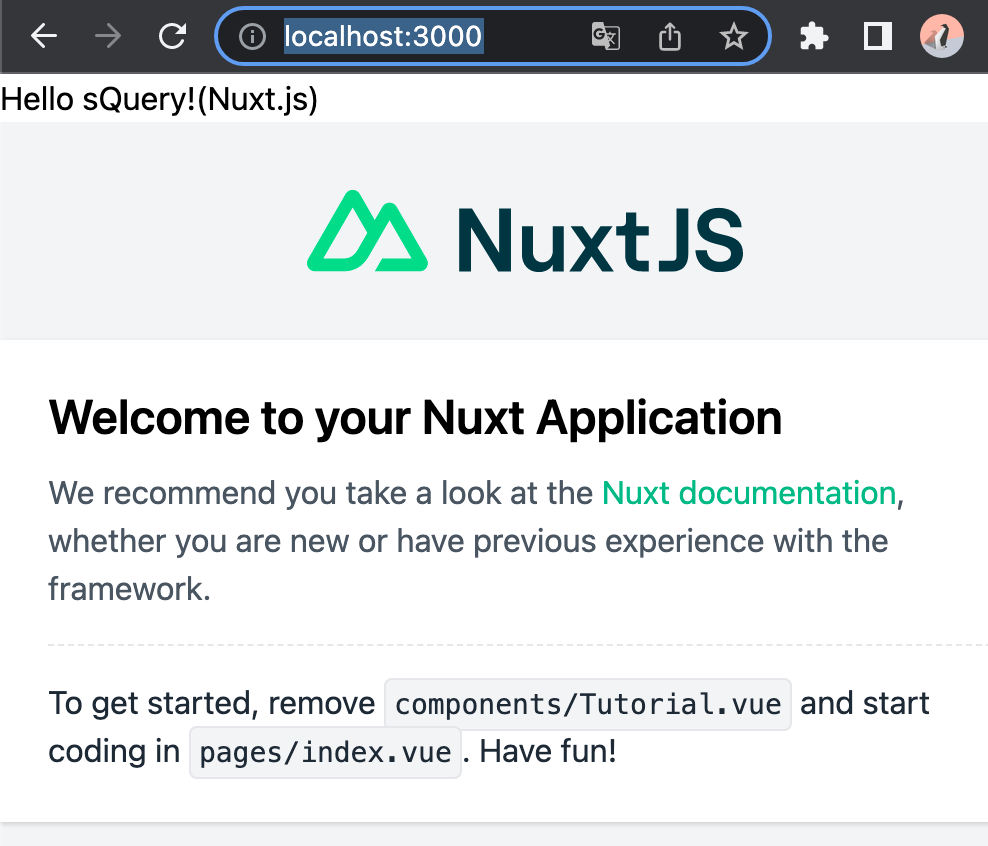 localhost:3000
Hello sQuery!(Nuxt.js)
NuxtJS
Welcome to your Nuxt Application
We recommend you take a look at the Nuxt documentation,
whether you are new or have previous experience with the
framework.
To get started, remove components/Tutorial.vue and start
coding in pages/index.vue. Have fun!